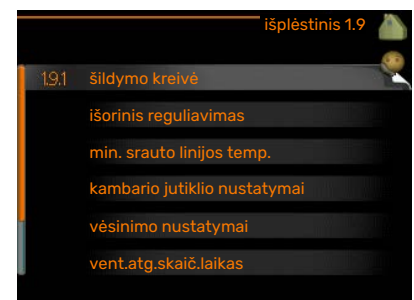 išplėstinis 1.9
1.9.1 šildymo kreivė
išorinis reguliavimas
min. srauto linijos temp.
kambario jutiklio nustatymai
vėsinimo nustatymai
vent.atg.skaič.laikas